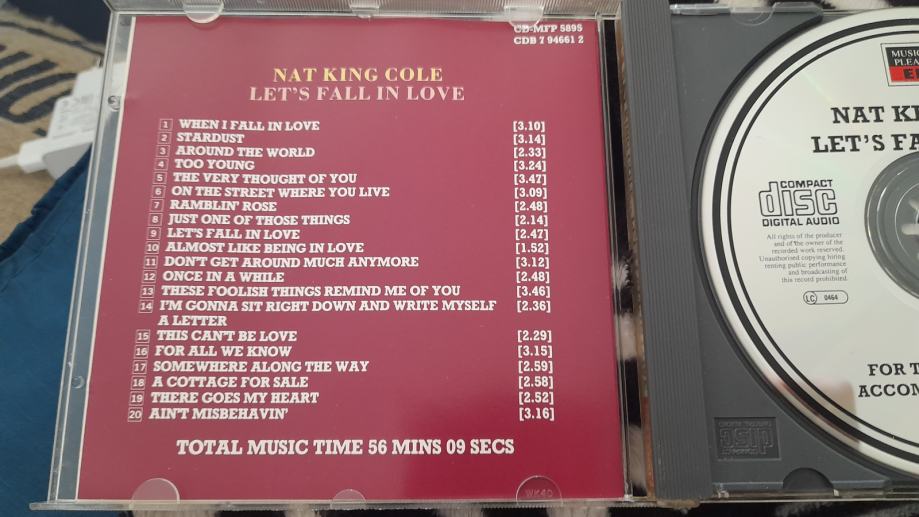 CD-MFP 5895
CDB 7 94661 2
NAT KING COLE
LET'S FALL IN LOVE
1 WHEN I FALL IN LOVE [3.10]
2 STARDUST [3.14]
3 AROUND THE WORLD [2.33]
4 TOO YOUNG [3.24]
5 THE VERY THOUGHT OF YOU [3.47]
6 ON THE STREET WHERE YOU LIVE [3.09]
7 RAMBLIN' ROSE [2.48]
8 JUST ONE OF THOSE THINGS [2.14]
9 LET'S FALL IN LOVE [2.47]
10 ALMOST LIKE BEING IN LOVE [1.52]
11 DON'T GET AROUND MUCH ANYMORE [3.12]
12 ONCE IN A WHILE [2.48]
13 THESE FOOLISH THINGS REMIND ME OF YOU [3.46]
14 I'M GONNA SIT RIGHT DOWN AND WRITE MYSELF [2.36]
A LETTER
15 THIS CAN'T BE LOVE [2.29]
16 FOR ALL WE KNOW [3.15]
17 SOMEWHERE ALONG THE WAY [2.59]
18 A COTTAGE FOR SALE [2.58]
19 THERE GOES MY HEART [2.52]
20 AIN'T MISBEHAVIN' [3.16]
TOTAL MUSIC TIME 56 MINS 09 SECS
WK40
MUSIC
PLEA
NAT KI
LET'S FA
COMPACT
disc
DIGITAL AUDIO
All rights of the producer
and of the owner of the
recorded work reserved.
Unauthorised copying hiring
renting public performance
and broadcasting of
this record prohibited.
LC 0464
FOR T
ACCOM